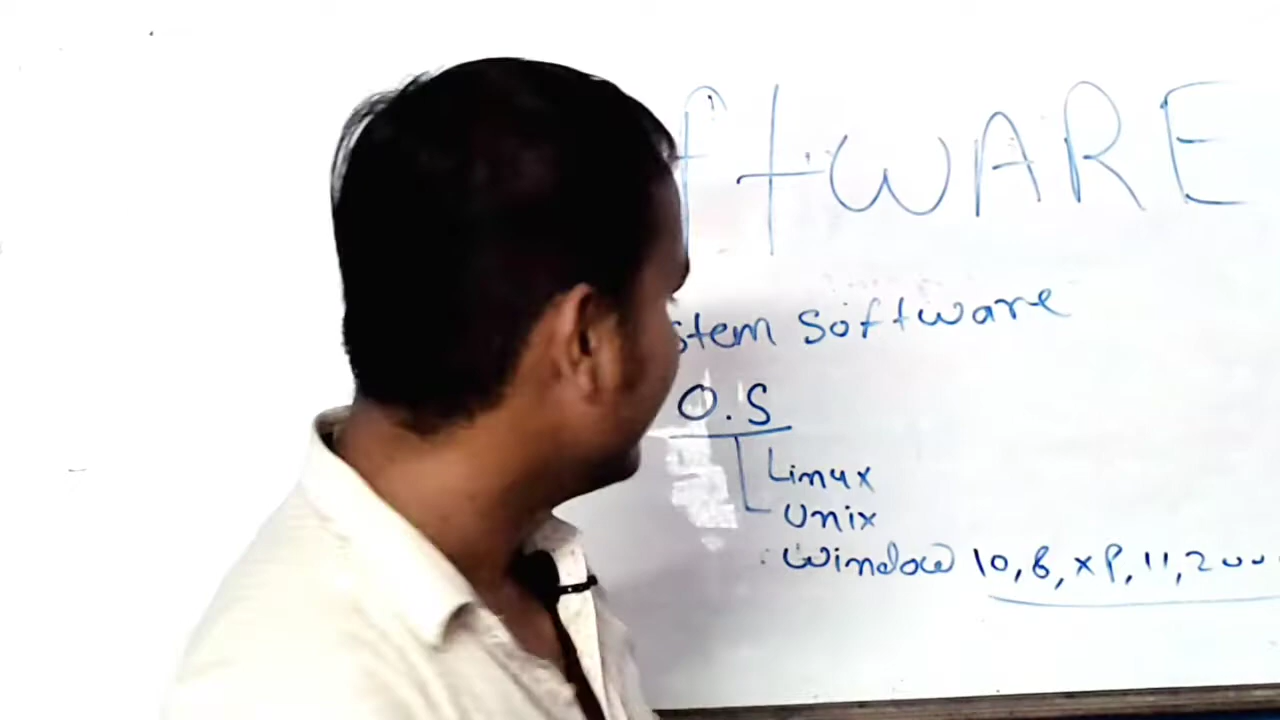 ftwARE
stem Software
O.S
Linux
Unix
Window 10, 8, XP, 11, 200